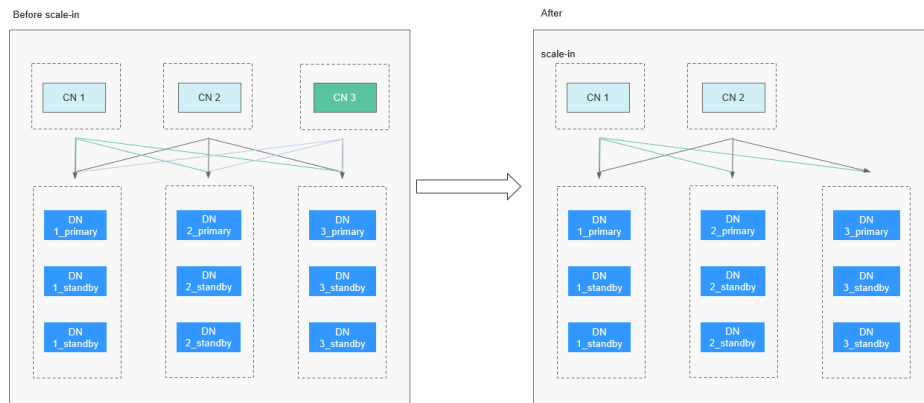 Before scale-in
CN 1
CN 2
CN 3
DN
1_primary
DN
2_primary
DN
3_primary
DN
1_standby
DN
2_standby
DN
3_standby
DN
1_standby
DN
2_standby
DN
3_standby
After
scale-in
CN 1
CN 2
DN
1_primary
DN
2_primary
DN
3_primary
DN
1_standby
DN
2_standby
DN
3_standby
DN
1_standby
DN
2_standby
DN
3_standby